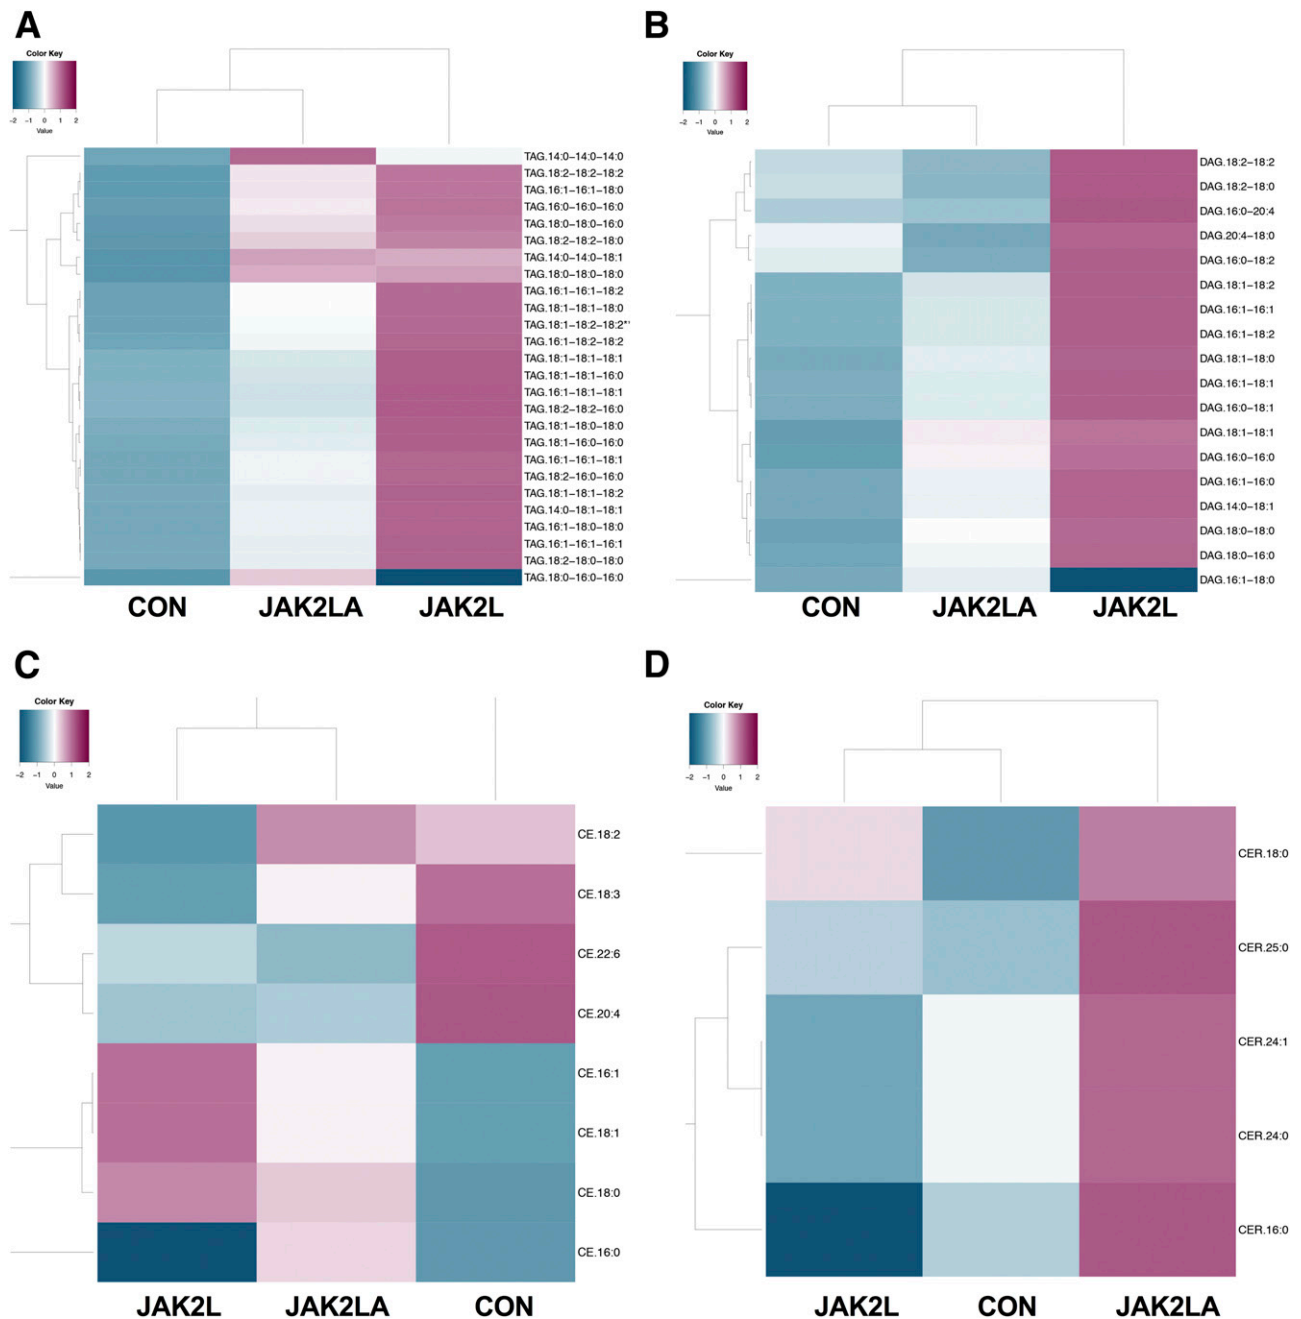 A
Color Key
−2 −1 0 1 2
Value
TAG.14:0−14:0−14:0
TAG.18:2−18:2−18:2
TAG.16:1−16:1−18:0
TAG.16:0−16:0−16:0
TAG.18:0−18:0−16:0
TAG.18:2−18:2−18:0
TAG.14:0−14:0−18:1
TAG.18:0−18:0−18:0
TAG.16:1−16:1−18:2
TAG.18:1−18:1−18:0
TAG.18:1−18:2−18:2*'
TAG.16:1−18:2−18:2
TAG.18:1−18:1−18:1
TAG.18:1−18:1−16:0
TAG.16:1−18:1−18:1
TAG.18:2−18:2−16:0
TAG.18:1−18:0−18:0
TAG.18:1−16:0−16:0
TAG.16:1−16:1−18:1
TAG.18:2−16:0−16:0
TAG.18:1−18:1−18:2
TAG.14:0−18:1−18:1
TAG.16:1−18:0−18:0
TAG.16:1−16:1−16:1
TAG.18:2−18:0−18:0
TAG.18:0−16:0−16:0
CON JAK2LA JAK2L
B
Color Key
−2 −1 0 1 2
Value
DAG.18:2−18:2
DAG.18:2−18:0
DAG.16:0−20:4
DAG.20:4−18:0
DAG.16:0−18:2
DAG.18:1−18:2
DAG.16:1−16:1
DAG.16:1−18:2
DAG.18:1−18:0
DAG.16:1−18:1
DAG.16:0−18:1
DAG.18:1−18:1
DAG.16:0−16:0
DAG.16:1−16:0
DAG.14:0−18:1
DAG.18:0−18:0
DAG.18:0−16:0
DAG.16:1−18:0
CON JAK2LA JAK2L
C
Color Key
−2 −1 0 1 2
Value
CE.18:2
CE.18:3
CE.22:6
CE.20:4
CE.16:1
CE.18:1
CE.18:0
CE.16:0
JAK2L JAK2LA CON
D
Color Key
−2 −1 0 1 2
Value
CER.18:0
CER.25:0
CER.24:1
CER.24:0
CER.16:0
JAK2L CON JAK2LA